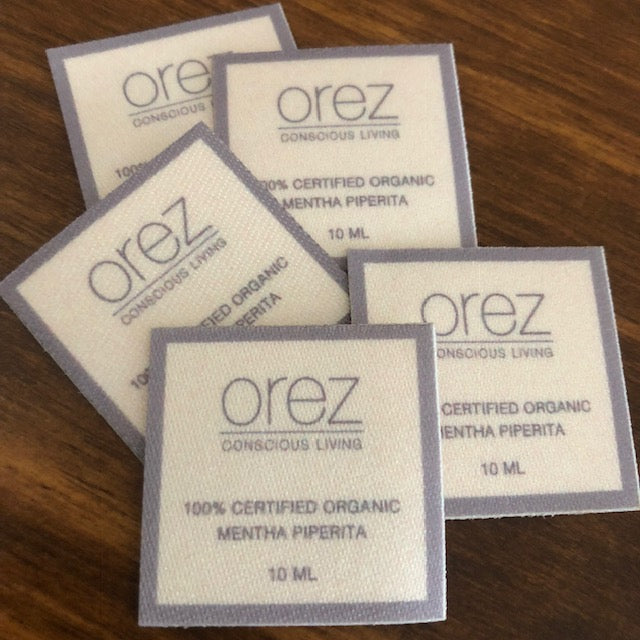 orez
CONSCIOUS
100%
orez
CONSCIOUS LIVING
CERTIFIED ORGANIC
MENTHA PIPERITA
10 ML
orez
CONSCIOUS LIVING
ORGANIC
orez
CONSCIOUS LIVING
CERTIFIED ORGANIC
MENTHA PIPERITA
10 ML
orez
CONSCIOUS LIVING
100% CERTIFIED ORGANIC
MENTHA PIPERITA
10 ML